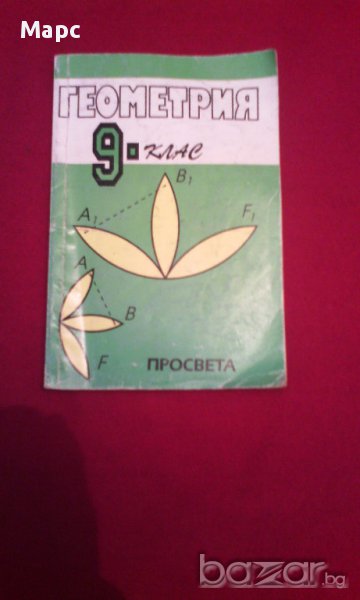 Марс
ГЕОМЕТРИЯ
9. КЛАС
B₁
A₁
F₁
A
B
F
ПРОСВЕТА
bazar.bg